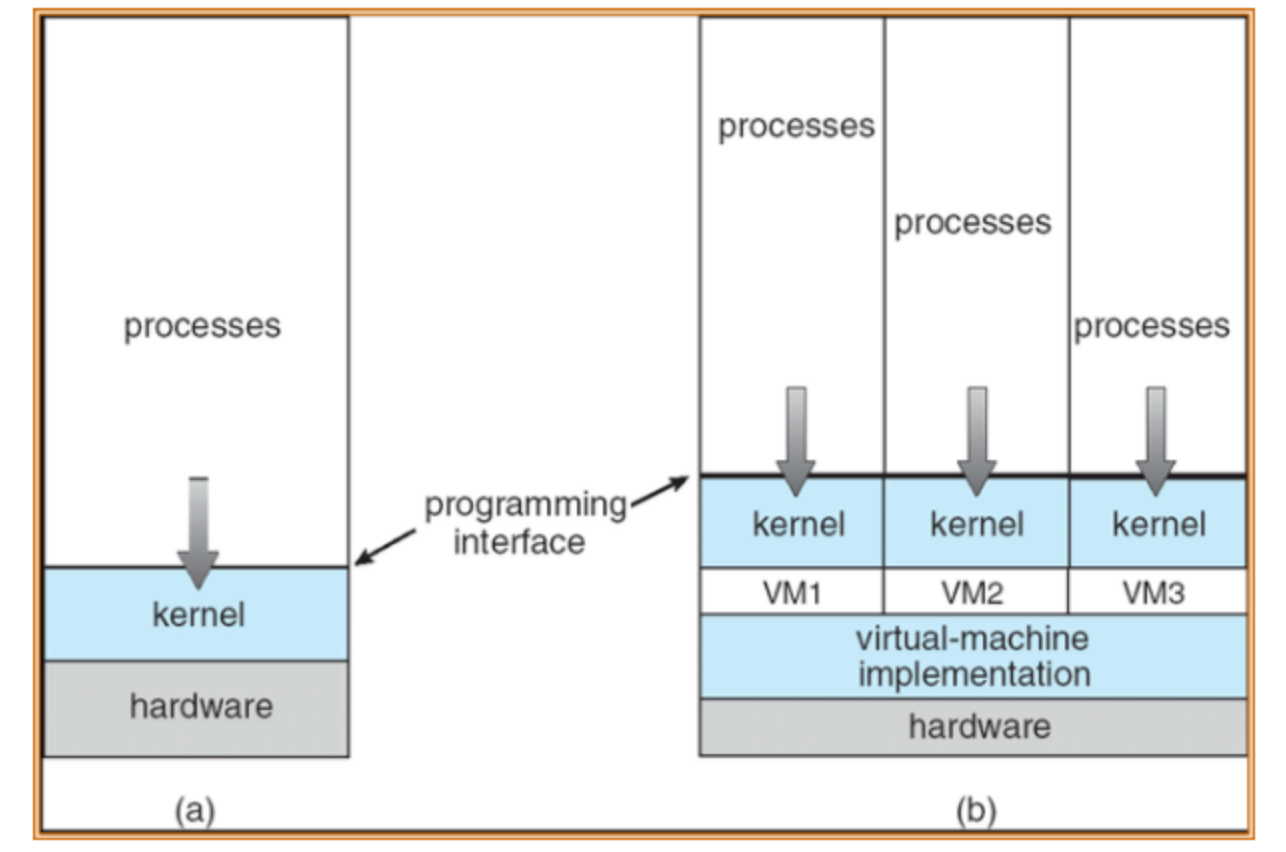 processes
kernel
hardware
(a)
programming
interface
processes
processes
processes
kernel
kernel
kernel
VM1
VM2
VM3
virtual-machine
implementation
hardware
(b)